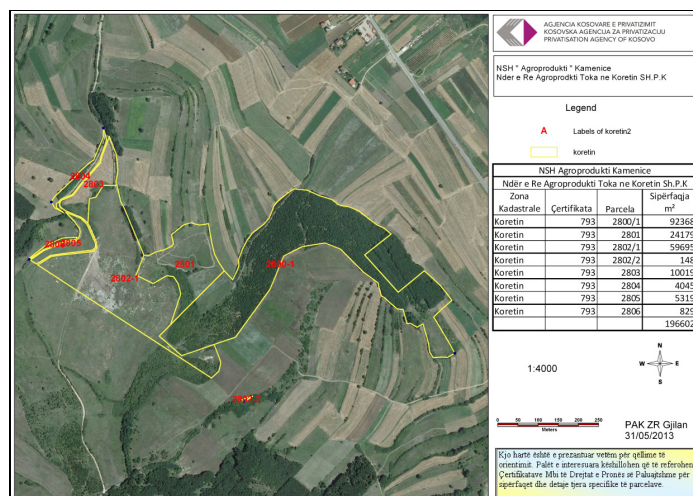 AGJENCIA KOSOVARE E PRIVATIZIMIT
KOSOVSKA AGENCIJA ZA PRIVATIZACIJU
PRIVATISATION AGENCY OF KOSOVO
NSH " Agroprodukti " Kamenice
Nder e Re Agroprodkti Toka ne Koretin SH.P.K
Legend
A Labels of koretin2
koretin
NSH Agroprodukti Kamenice
Ndër e Re Agroprodukti Toka ne Koretin Sh.P.K
Zona Kadastrale Çertifikata Parcela Sipërfaqja m²
Koretin 793 2800/1 92368
Koretin 793 2801 24179
Koretin 793 2802/1 59695
Koretin 793 2802/2 148
Koretin 793 2803 10019
Koretin 793 2804 4045
Koretin 793 2805 5319
Koretin 793 2806 829
196602
N
W E
S
1:4000
0 50 100 150 200 250
Meters
PAK ZR Gjilan
31/05/2013
Kjo hartë është e prezantuar vetëm për qëllime të
orientimit. Palët e interesuara këshillohen që të referohen
Çertifikatave Mbi të Drejtat e Pronës së Paluajtshme për
sipërfaqet dhe detaje tjera specifike të parcelave.
2804
2803
2805
2802-1
2801